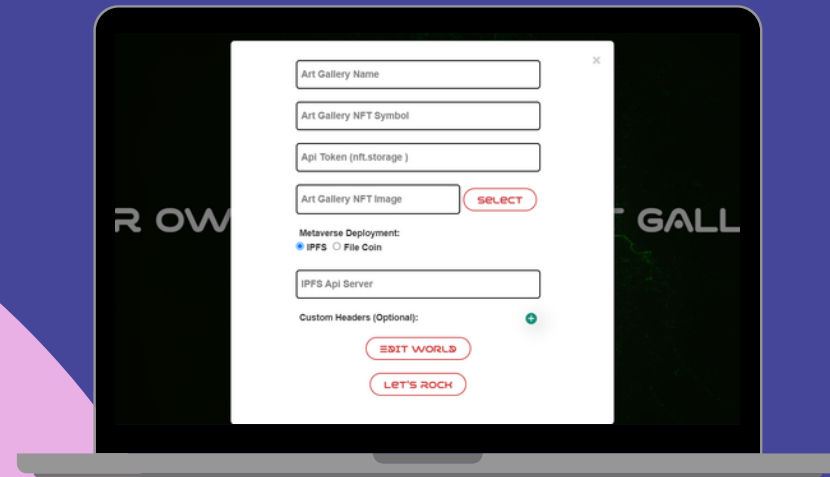 ×
Art Gallery Name
Art Gallery NFT Symbol
Api Token (nft.storage )
Art Gallery NFT Image
SELECT
R OW
GALL
Metaverse Deployment:
IPFS File Coin
IPFS Api Server
Custom Headers (Optional):
EDIT WORLD
LET'S ROCK